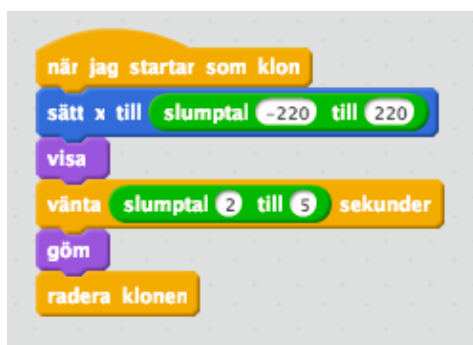 när jag startar som klon
sätt x till slumptal -220 till 220
visa
vänta slumptal 2 till 5 sekunder
göm
radera klonen